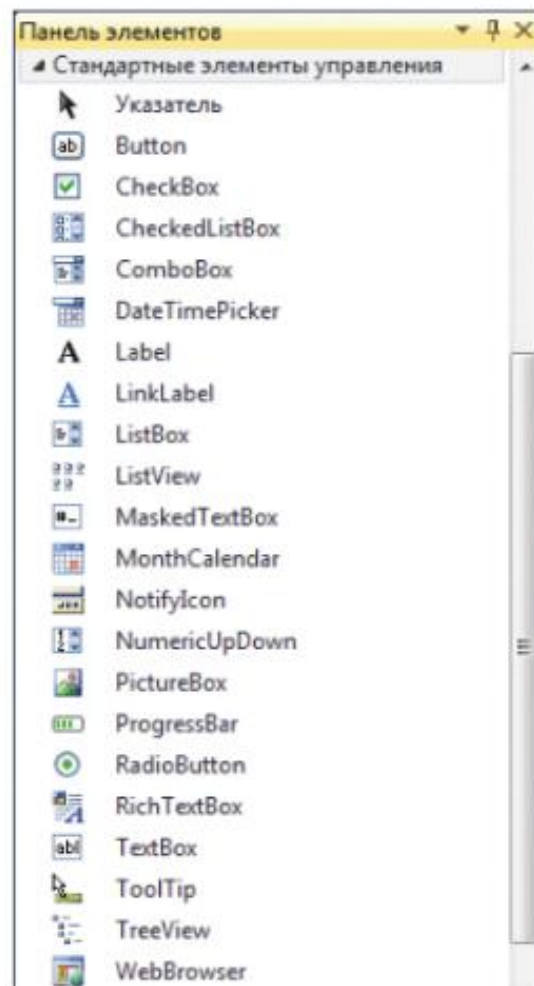 Панель элементов
Стандартные элементы управления
Указатель
Button
CheckBox
CheckedListBox
ComboBox
DateTimePicker
Label
LinkLabel
ListBox
ListView
MaskedTextBox
MonthCalendar
NotifyIcon
NumericUpDown
PictureBox
ProgressBar
RadioButton
RichTextBox
TextBox
ToolTip
TreeView
WebBrowser